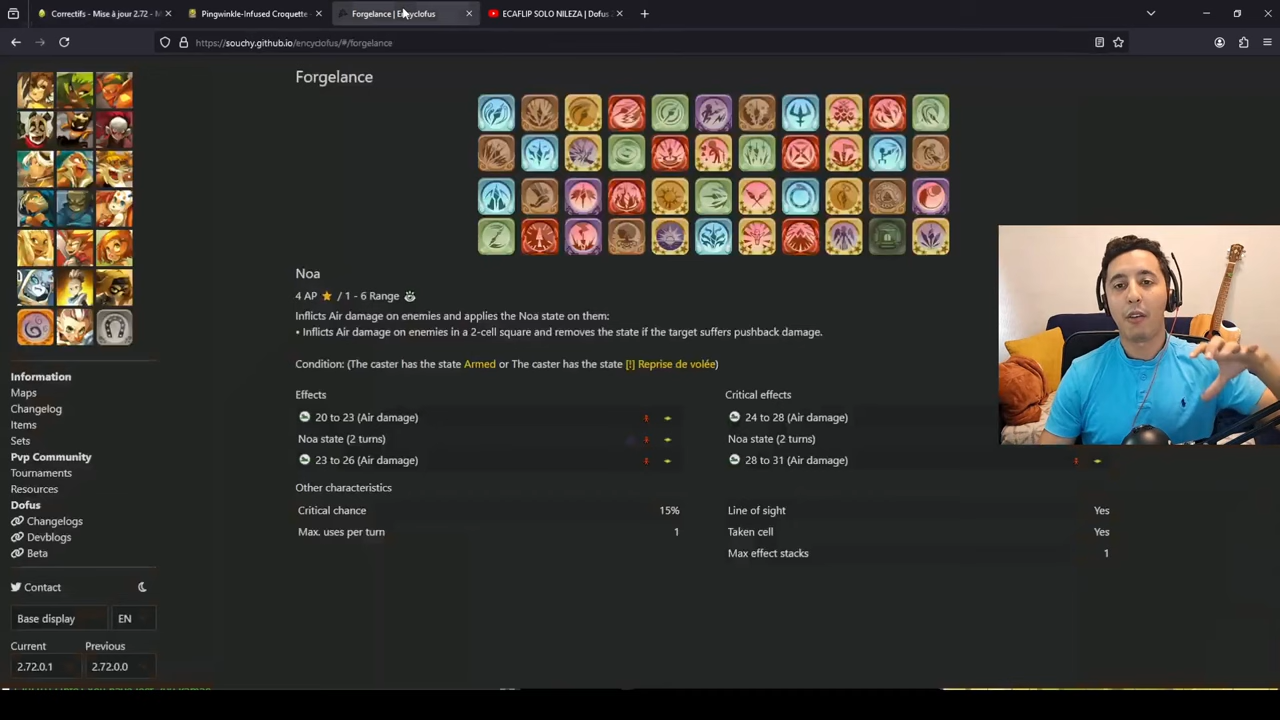 Correctifs - Mise à jour 2.72 - M
Pingwinkle-Infused Croquette
Forgelance | Encyclofus
ECAFLIP SOLO NILEZA | Dofus
https://souchy.github.io/encyclofus/#/forgelance
Forgelance
Noa
4 AP / 1 - 6 Range
Inflicts Air damage on enemies and applies the Noa state on them:
• Inflicts Air damage on enemies in a 2-cell square and removes the state if the target suffers pushback damage.
Condition: (The caster has the state Armed or The caster has the state [!] Reprise de volée)
Effects
20 to 23 (Air damage)
Noa state (2 turns)
23 to 26 (Air damage)
Critical effects
24 to 28 (Air damage)
Noa state (2 turns)
28 to 31 (Air damage)
Other characteristics
Critical chance 15%
Max. uses per turn 1
Line of sight Yes
Taken cell Yes
Max effect stacks 1
Information
Maps
Changelog
Items
Sets
Pvp Community
Tournaments
Resources
Dofus
Changelogs
Devblogs
Beta
Contact
Base display EN
Current Previous
2.72.0.1 2.72.0.0